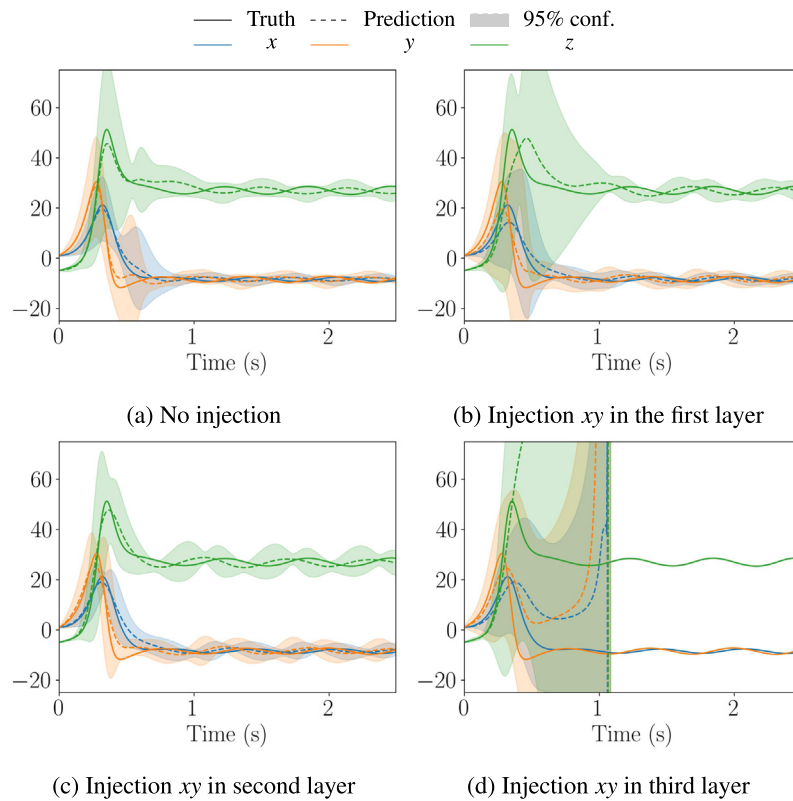 Truth Prediction 95% conf.
x y z
60
40
20
0
−20
0 1 2
Time (s)
(a) No injection
60
40
20
0
−20
0 1 2
Time (s)
(b) Injection xy in the first layer
60
40
20
0
−20
0 1 2
Time (s)
(c) Injection xy in second layer
60
40
20
0
−20
0 1 2
Time (s)
(d) Injection xy in third layer